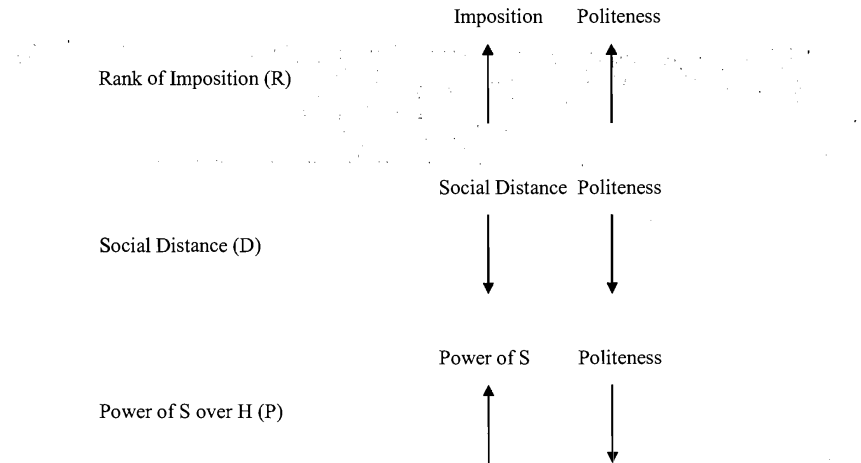 Imposition Politeness
Rank of Imposition (R)
Social Distance Politeness
Social Distance (D)
Power of S Politeness
Power of S over H (P)